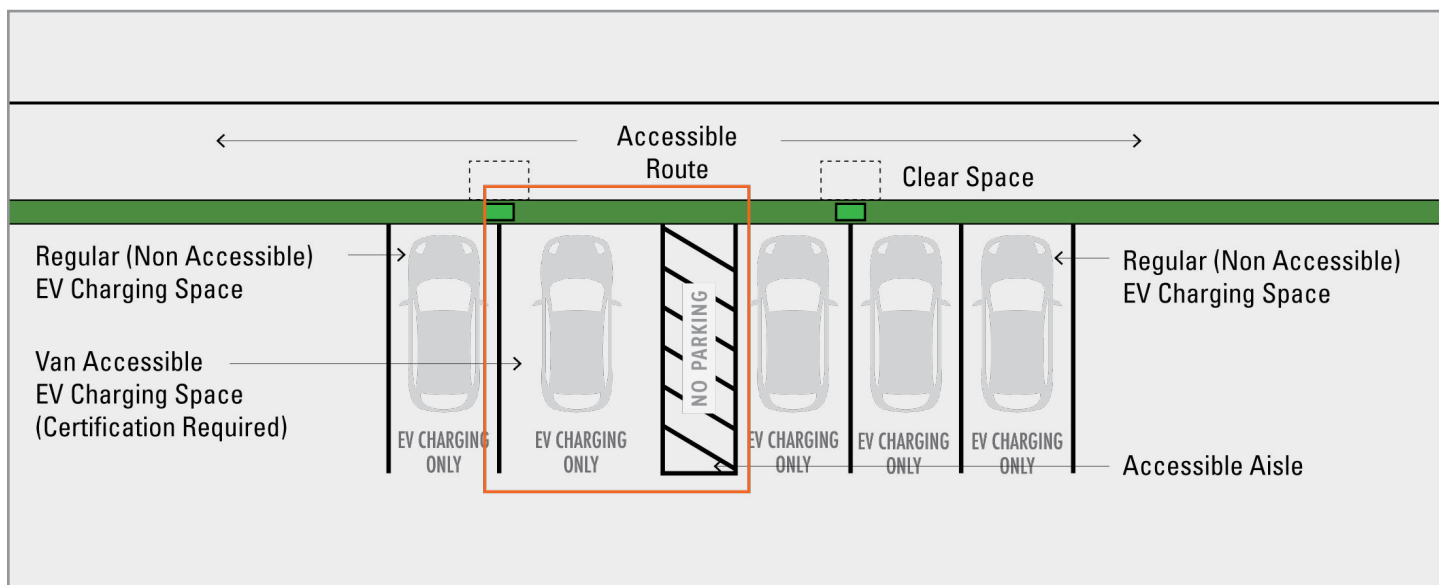 Accessible
Route
Clear Space
Regular (Non Accessible)
EV Charging Space
Van Accessible
EV Charging Space
(Certification Required)
EV CHARGING
ONLY
EV CHARGING
ONLY
NO PARKING
EV CHARGING
ONLY
EV CHARGING
ONLY
EV CHARGING
ONLY
Regular (Non Accessible)
EV Charging Space
Accessible Aisle